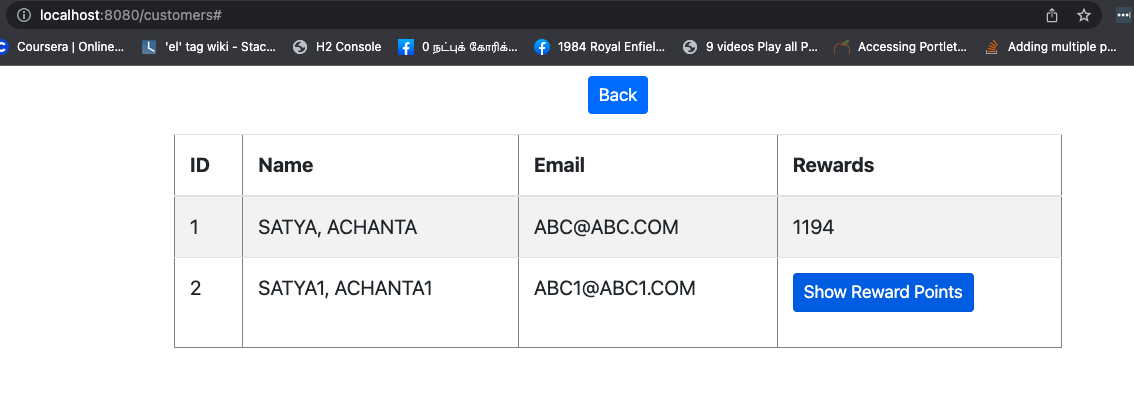 localhost:8080/customers#
Coursera | Online... 'el' tag wiki - Stac... H2 Console 0 நட்புக் கோரிக்... 1984 Royal Enfiel... 9 videos Play all P... Accessing Portlet... Adding multiple p...
Back
ID Name Email Rewards
1 SATYA, ACHANTA ABC@ABC.COM 1194
2 SATYA1, ACHANTA1 ABC1@ABC1.COM Show Reward Points